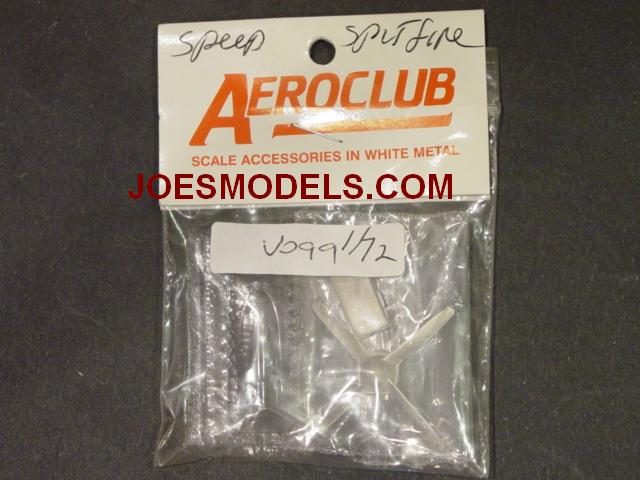 Speed Spitfire
AEROCLUB
SCALE ACCESSORIES IN WHITE METAL
JOESMODELS.COM
V099 1/72